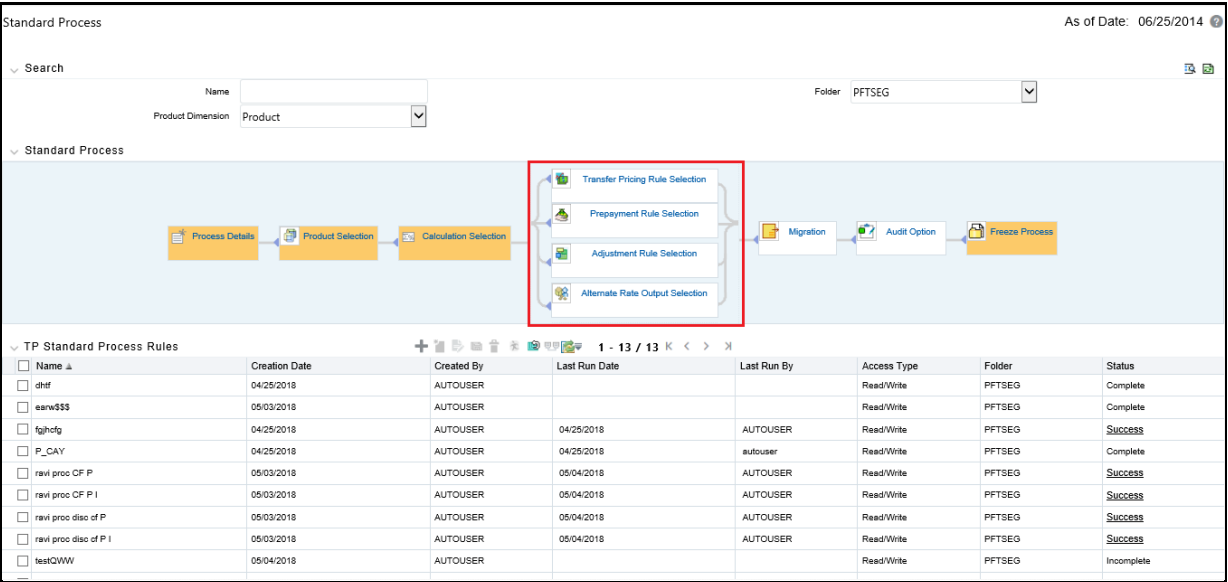 Standard Process
As of Date: 06/25/2014
Search
Name
Folder PFTSEG
Product Dimension Product
Standard Process
Transfer Pricing Rule Selection
Prepayment Rule Selection
Process Details Product Selection Calculation Selection Migration Audit Option Freeze Process
Adjustment Rule Selection
Alternate Rate Output Selection
TP Standard Process Rules 1 - 13 / 13
Name Creation Date Created By Last Run Date Last Run By Access Type Folder Status
dhtf 04/25/2018 AUTOUSER Read/Write PFTSEG Complete
earw$$$ 05/03/2018 AUTOUSER Read/Write PFTSEG Complete
fgjhcfg 04/25/2018 AUTOUSER 04/25/2018 AUTOUSER Read/Write PFTSEG Success
P_CAY 04/25/2018 AUTOUSER 04/25/2018 autouser Read/Write PFTSEG Complete
ravi proc CF P 05/03/2018 AUTOUSER 05/04/2018 AUTOUSER Read/Write PFTSEG Success
ravi proc CF P I 05/03/2018 AUTOUSER 05/04/2018 AUTOUSER Read/Write PFTSEG Success
ravi proc disc cf P 05/03/2018 AUTOUSER 05/04/2018 AUTOUSER Read/Write PFTSEG Success
ravi proc disc cf P I 05/03/2018 AUTOUSER 05/04/2018 AUTOUSER Read/Write PFTSEG Success
testQWW 05/04/2018 AUTOUSER Read/Write PFTSEG Incomplete